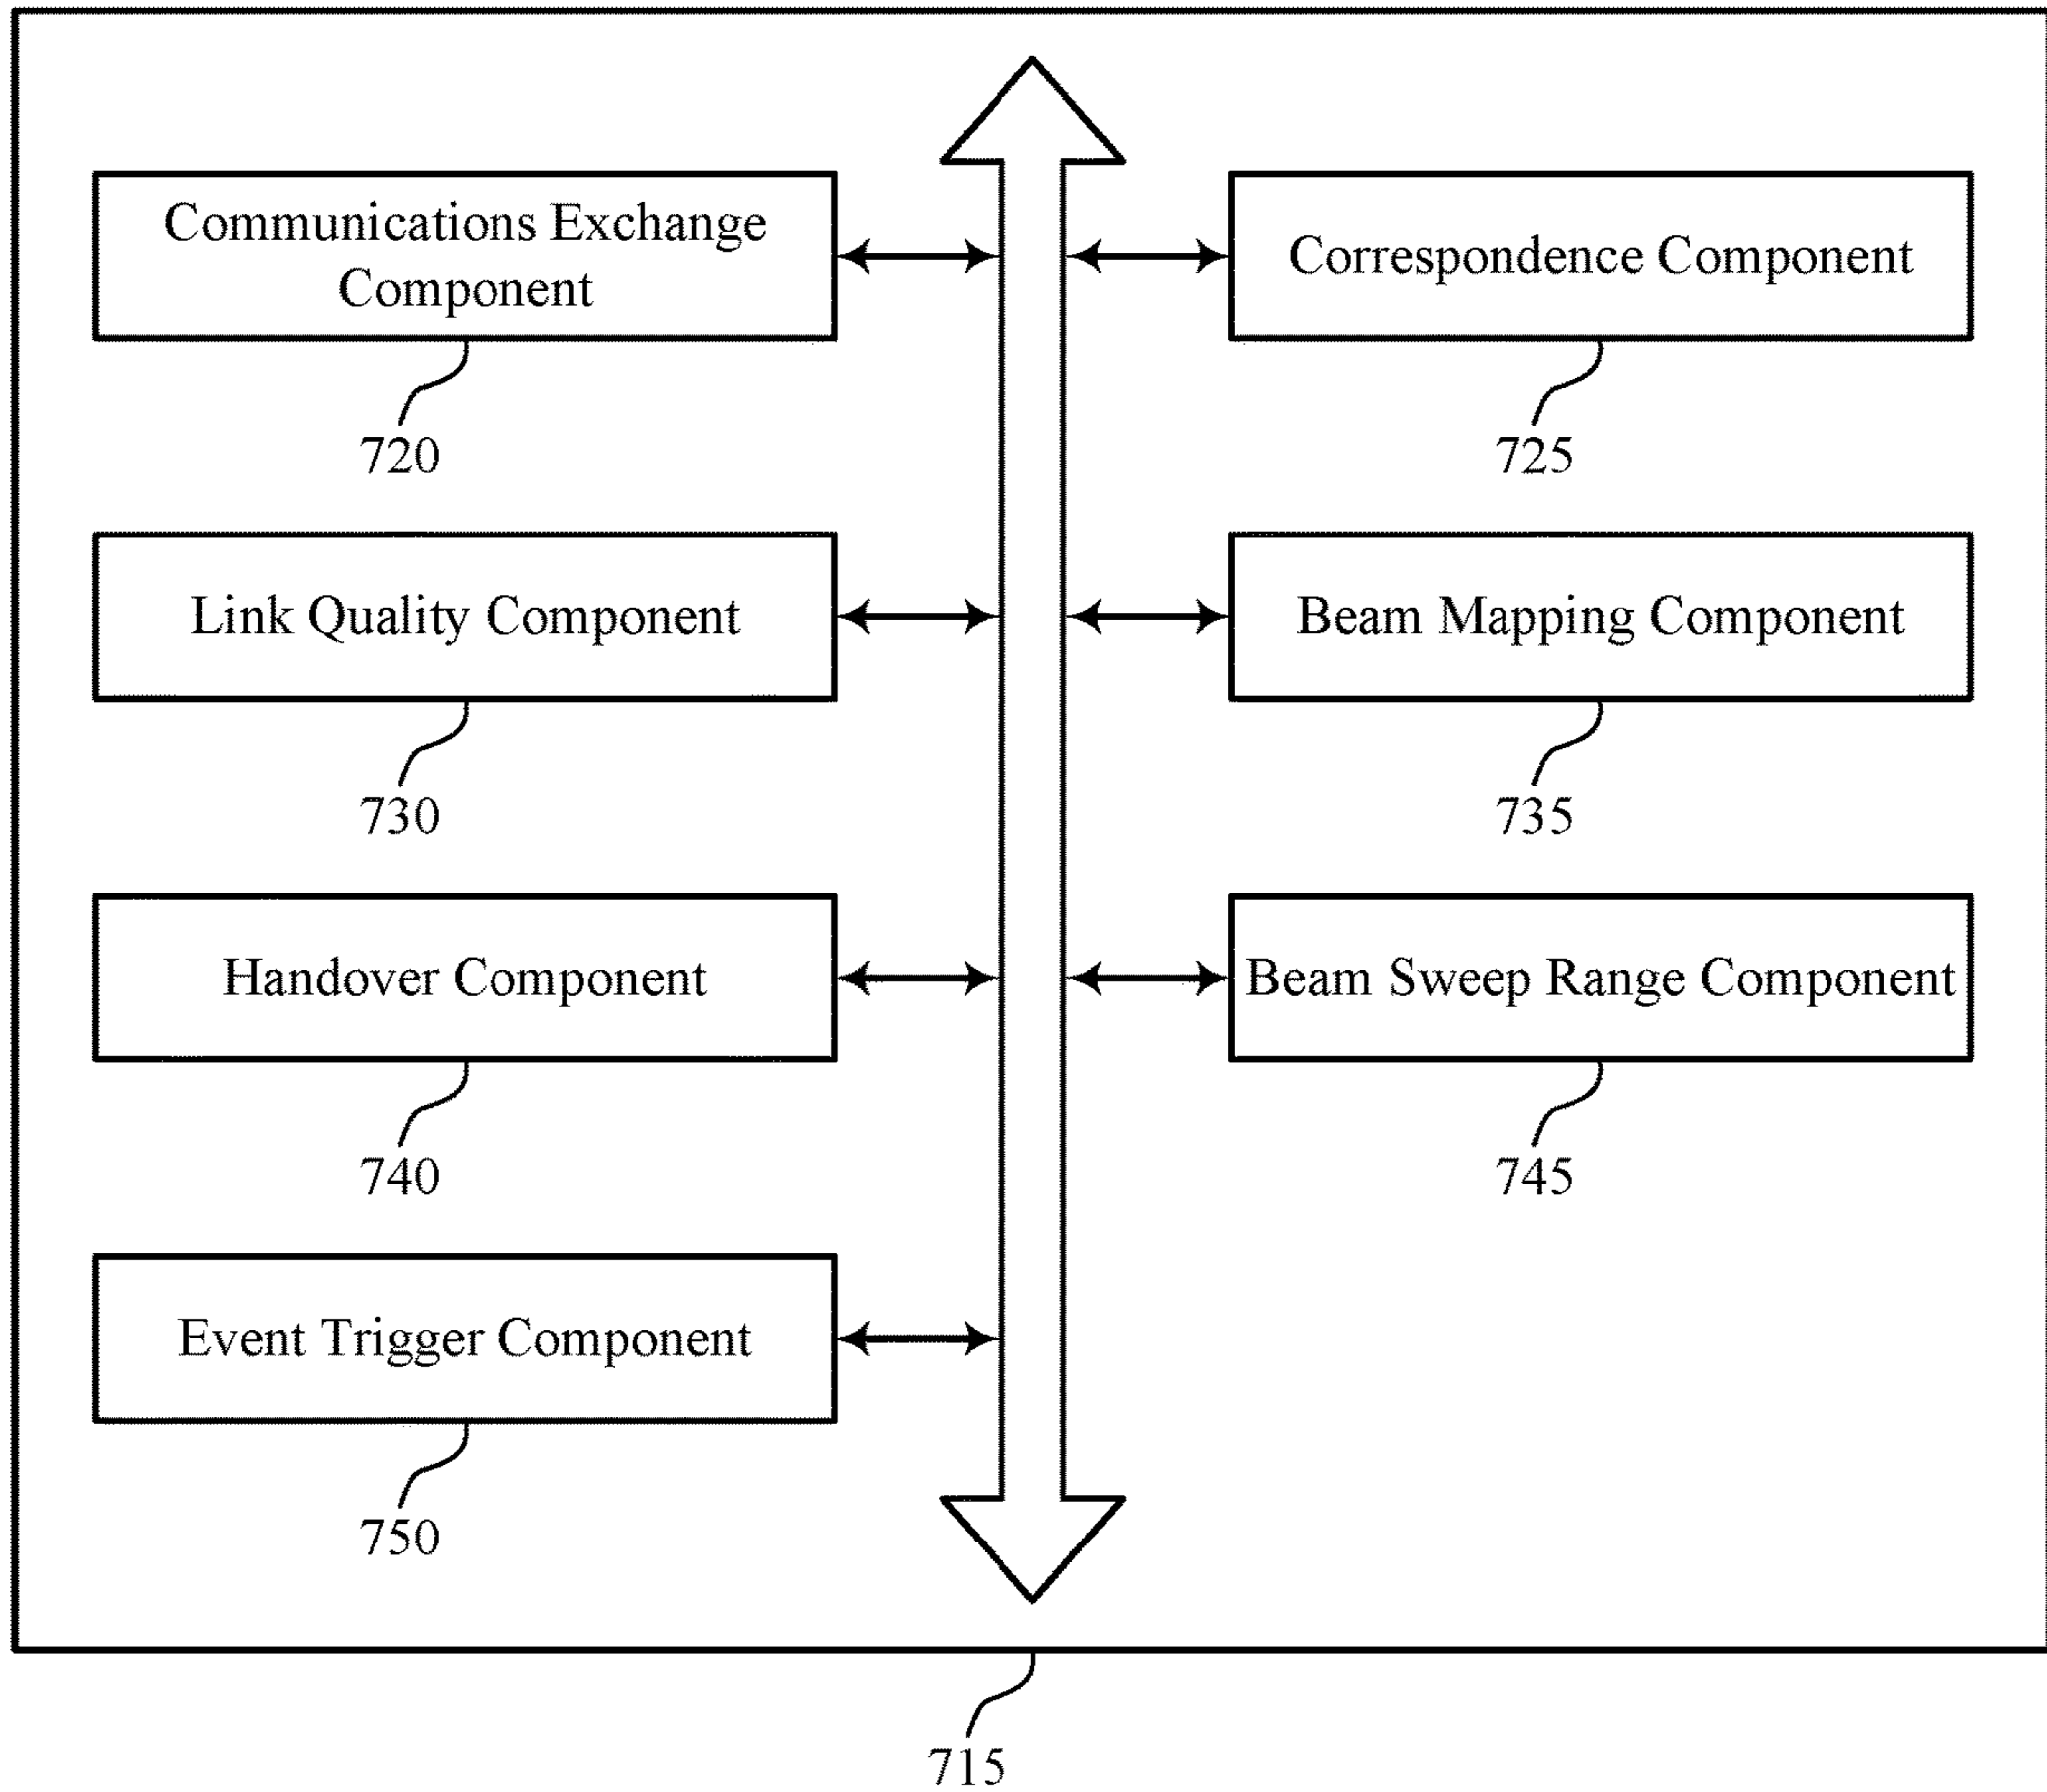 Communications Exchange
Component
720
Correspondence Component
725
Link Quality Component
730
Beam Mapping Component
735
Handover Component
740
Beam Sweep Range Component
745
Event Trigger Component
750
715